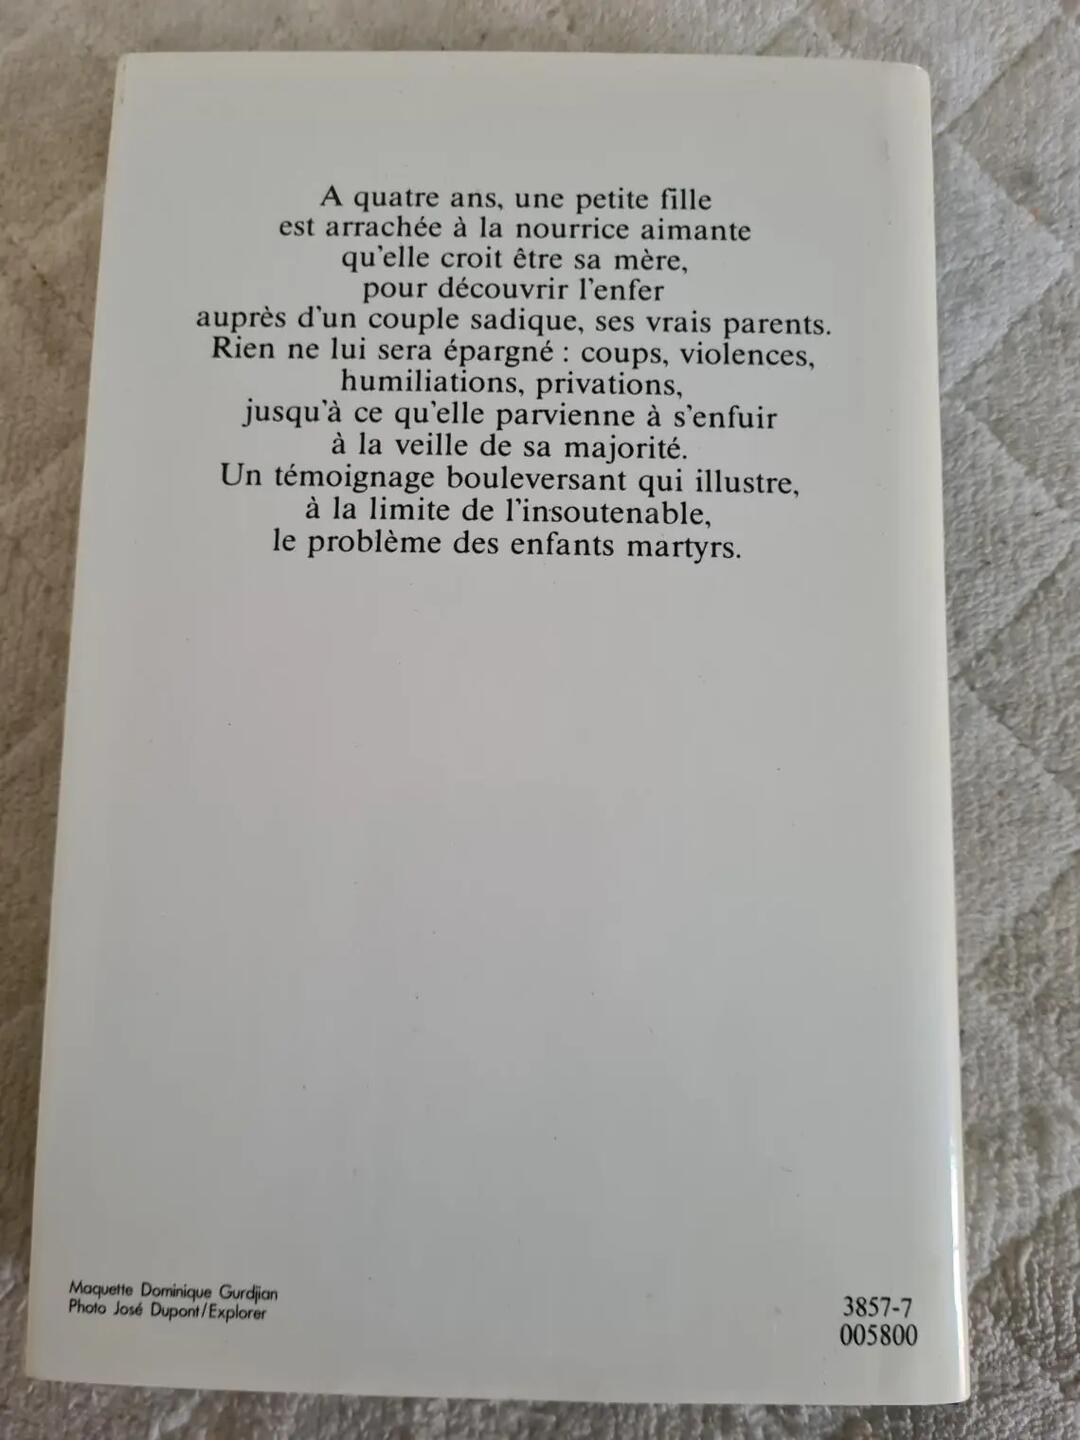 A quatre ans, une petite fille
est arrachée à la nourrice aimante
qu'elle croit être sa mère,
pour découvrir l'enfer
auprès d'un couple sadique, ses vrais parents.
Rien ne lui sera épargné : coups, violences,
humiliations, privations,
jusqu'à ce qu'elle parvienne à s'enfuir
à la veille de sa majorité.
Un témoignage bouleversant qui illustre,
à la limite de l'insoutenable,
le problème des enfants martyrs.
Maquette Dominique Gurdjian
Photo José Dupont/Explorer
3857-7
005800